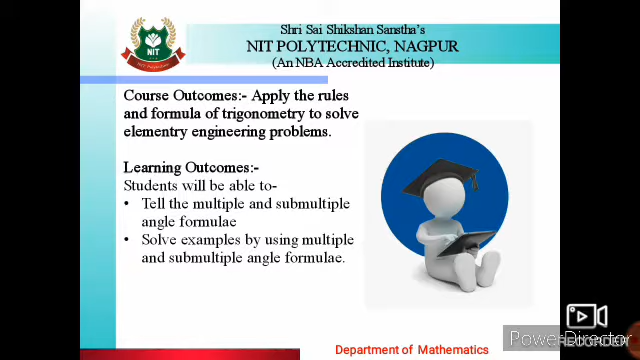 Shri Sai Shikshan Sanstha's
NIT POLYTECHNIC, NAGPUR
(An NBA Accredited Institute)
NIT
Course Outcomes:- Apply the rules
and formula of trigonometry to solve
elementry engineering problems.
Learning Outcomes:-
Students will be able to-
• Tell the multiple and submultiple
angle formulae
• Solve examples by using multiple
and submultiple angle formulae.
PowerDirector
RECORDER
Department of Mathematics